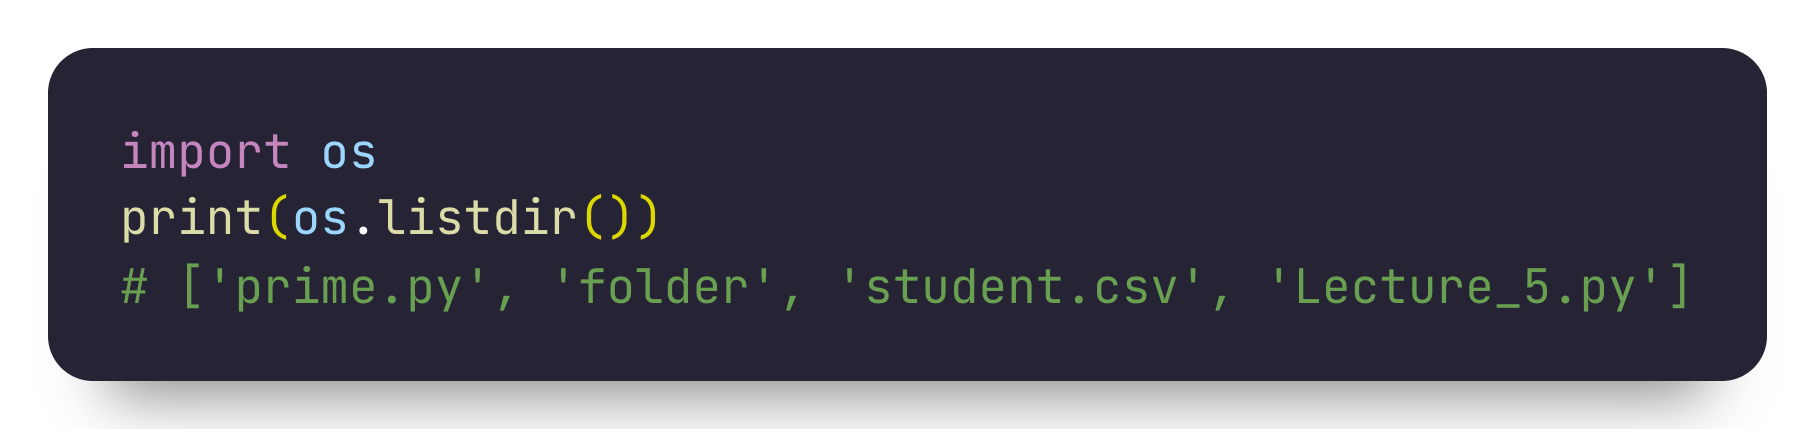 import os
print(os.listdir())
# ['prime.py', 'folder', 'student.csv', 'Lecture_5.py']